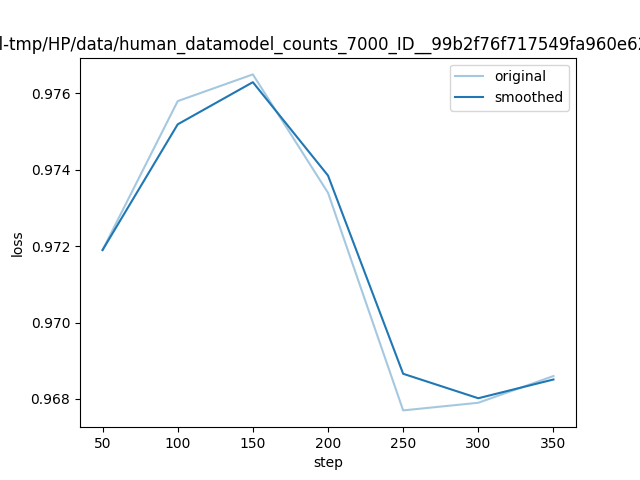 l-tmp/HP/data/human_datamodel_counts_7000_ID__99b2f76f717549fa960e62
original
smoothed
0.976
0.974
0.972
0.970
0.968
loss
50 100 150 200 250 300 350
step